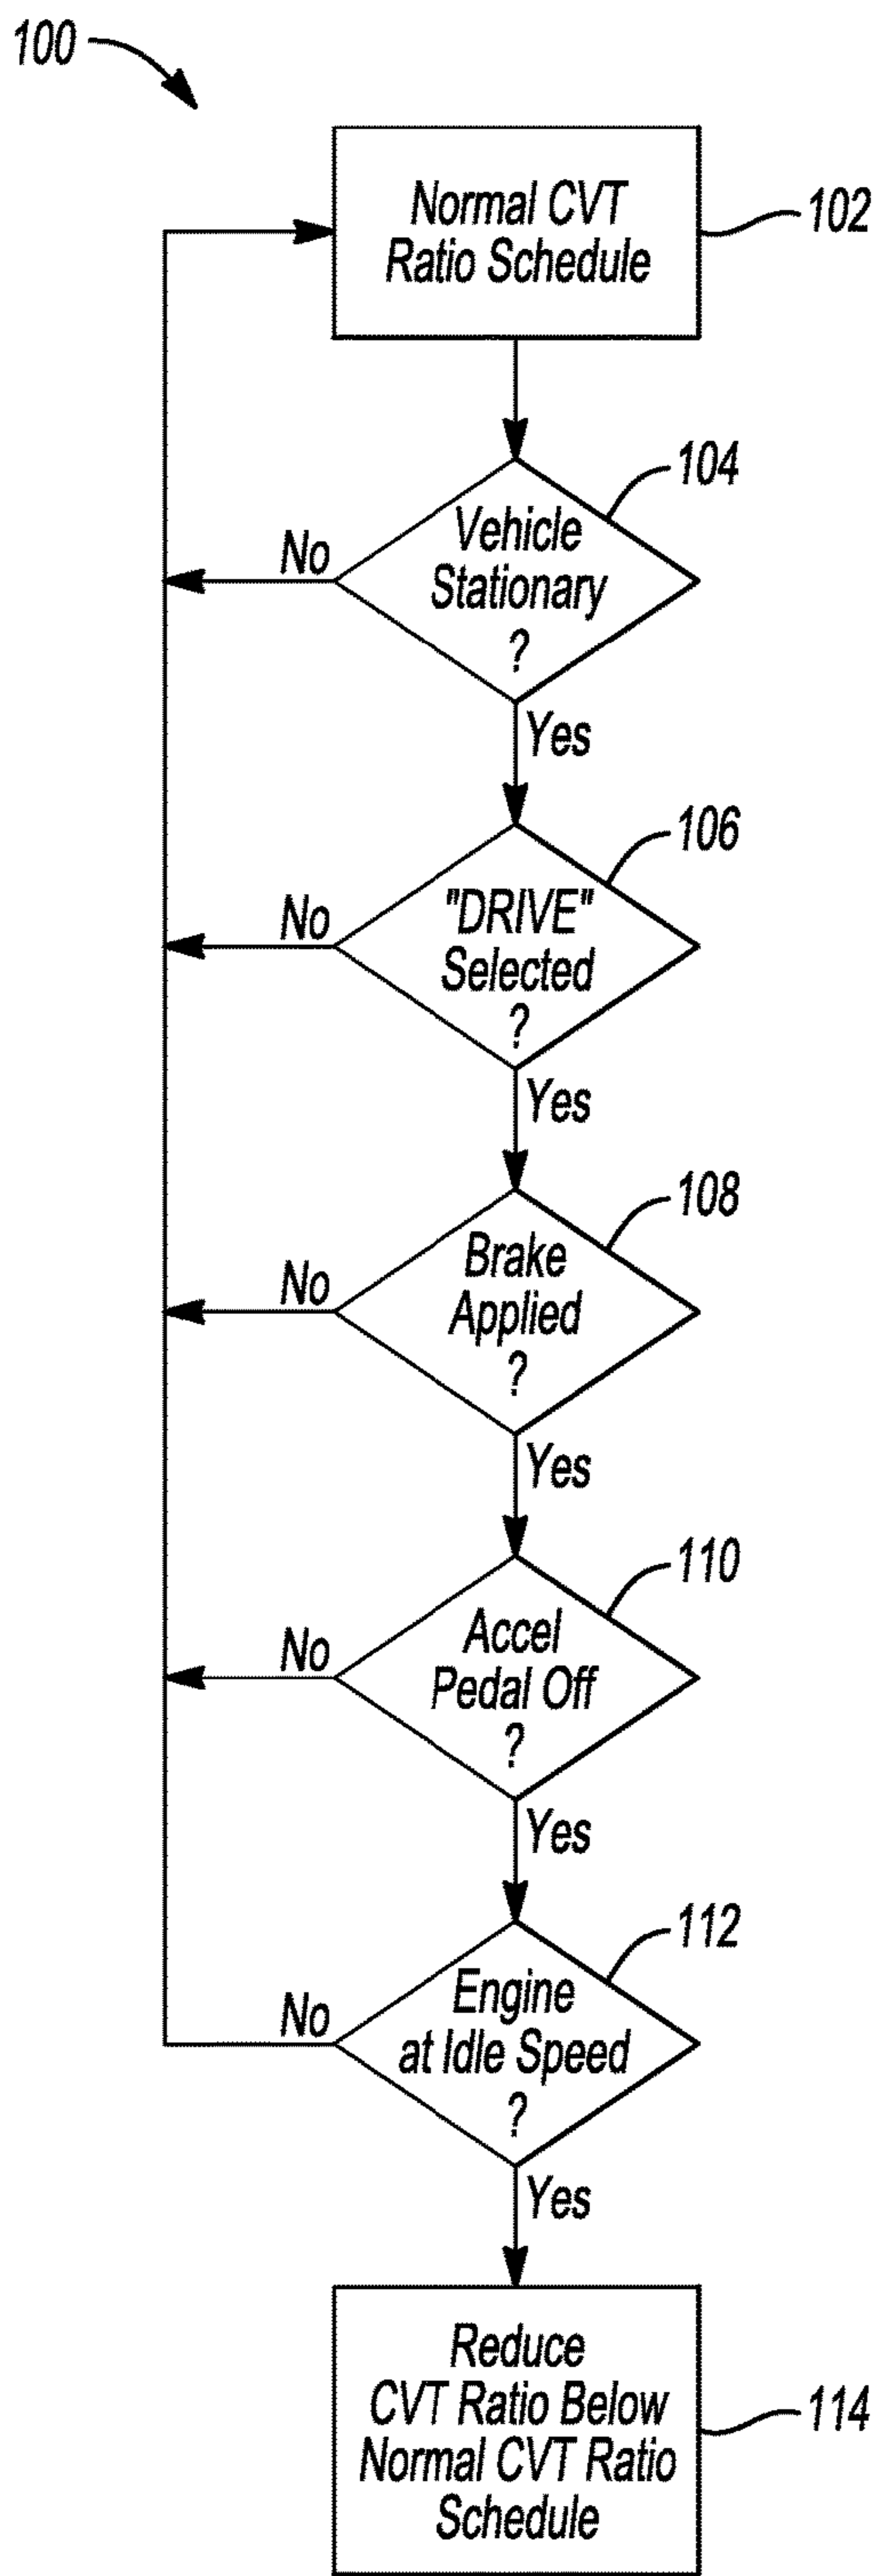 100
Normal CVT
Ratio Schedule
102
104
Vehicle
Stationary
?
No
Yes
106
"DRIVE"
Selected
?
No
Yes
108
Brake
Applied
?
No
Yes
110
Accel
Pedal Off
?
No
Yes
112
Engine
at Idle Speed
?
No
Yes
Reduce
CVT Ratio Below
Normal CVT Ratio
Schedule
114